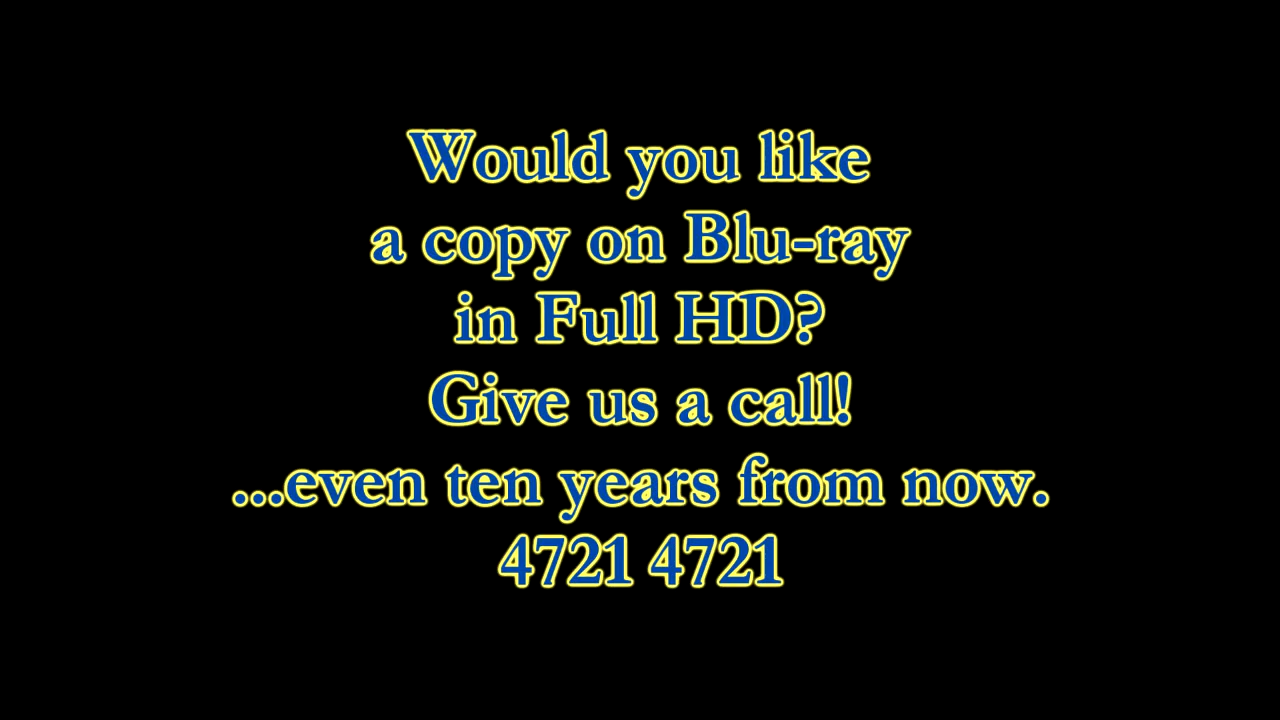 Would you like
a copy on Blu-ray
in Full HD?
Give us a call!
...even ten years from now.
4721 4721